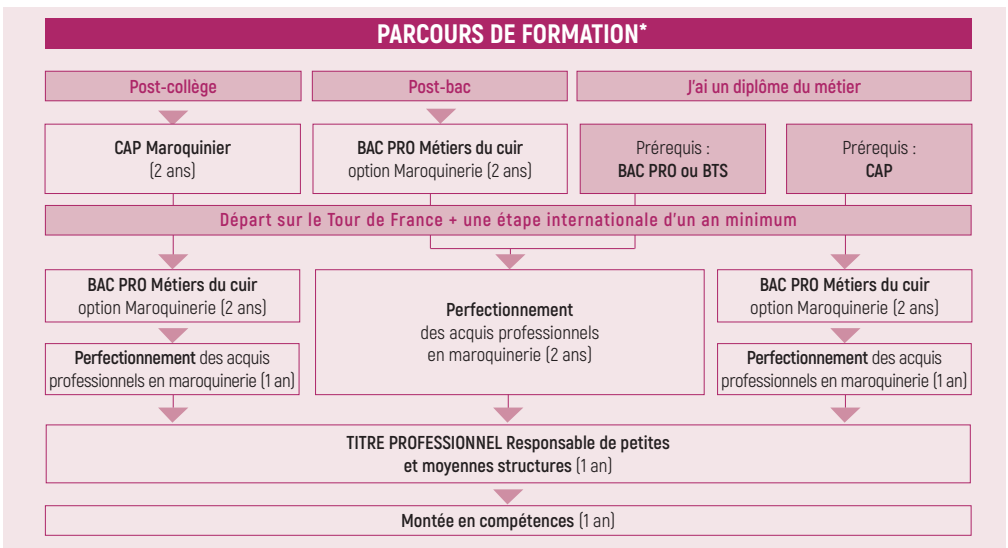 PARCOURS DE FORMATION*
Post-collège
Post-bac
J'ai un diplôme du métier
CAP Maroquinier
(2 ans)
BAC PRO Métiers du cuir
option Maroquinerie (2 ans)
Prérequis :
BAC PRO ou BTS
Prérequis :
CAP
Départ sur le Tour de France + une étape internationale d'un an minimum
BAC PRO Métiers du cuir
option Maroquinerie (2 ans)
Perfectionnement des acquis
professionnels en maroquinerie (1 an)
Perfectionnement
des acquis professionnels
en maroquinerie (2 ans)
BAC PRO Métiers du cuir
option Maroquinerie (2 ans)
Perfectionnement des acquis
professionnels en maroquinerie (1 an)
TITRE PROFESSIONNEL Responsable de petites
et moyennes structures (1 an)
Montée en compétences (1 an)